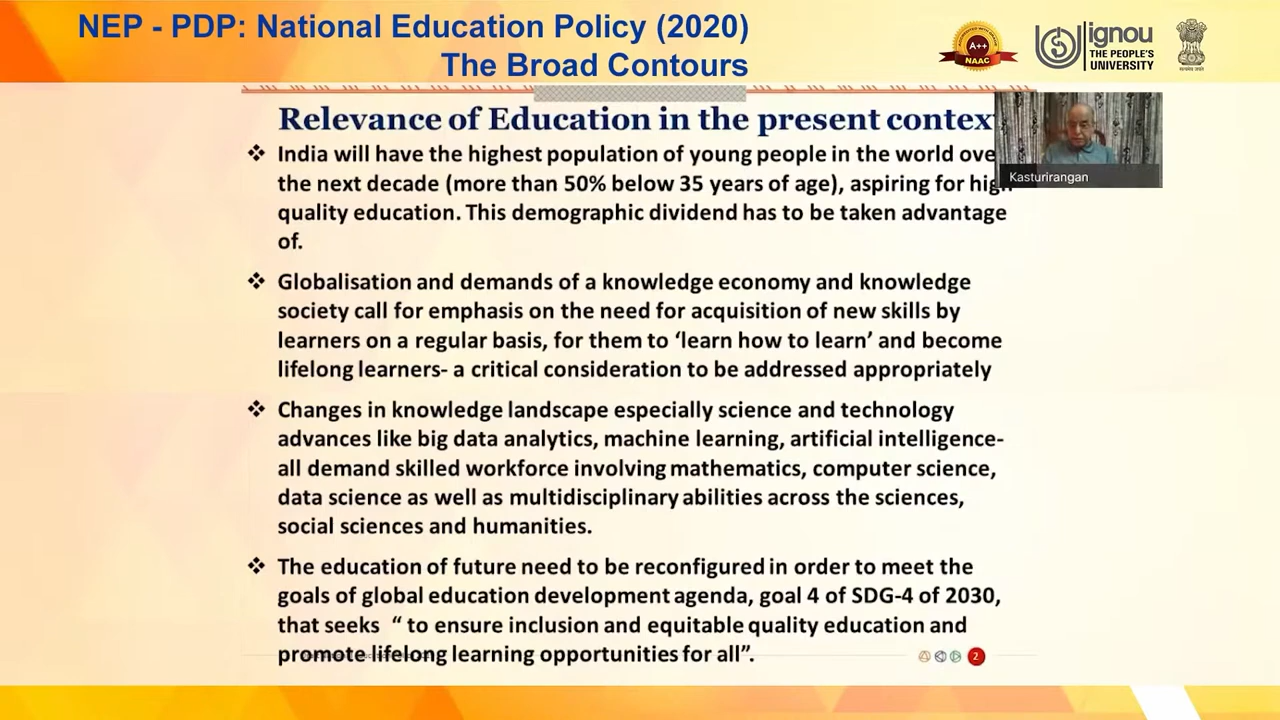 NEP - PDP: National Education Policy (2020)
The Broad Contours
A++
NAAC
ignou
THE PEOPLE'S
UNIVERSITY
Relevance of Education in the present contex
Kasturirangan
❖ India will have the highest population of young people in the world ove
the next decade (more than 50% below 35 years of age), aspiring for high
quality education. This demographic dividend has to be taken advantage
of.
❖ Globalisation and demands of a knowledge economy and knowledge
society call for emphasis on the need for acquisition of new skills by
learners on a regular basis, for them to ‘learn how to learn’ and become
lifelong learners- a critical consideration to be addressed appropriately
❖ Changes in knowledge landscape especially science and technology
advances like big data analytics, machine learning, artificial intelligence-
all demand skilled workforce involving mathematics, computer science,
data science as well as multidisciplinary abilities across the sciences,
social sciences and humanities.
❖ The education of future need to be reconfigured in order to meet the
goals of global education development agenda, goal 4 of SDG-4 of 2030,
that seeks “ to ensure inclusion and equitable quality education and
promote lifelong learning opportunities for all”.
2